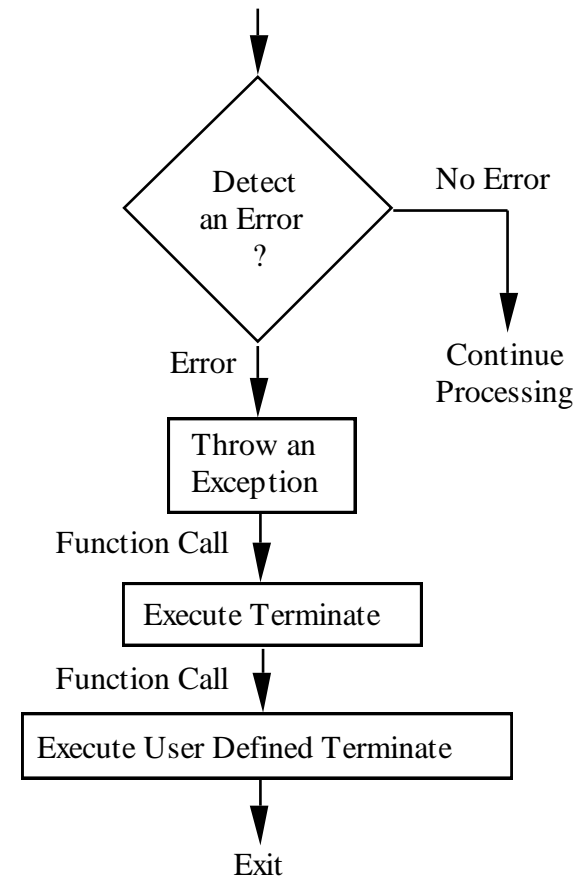 Detect
an Error
?
No Error
Continue
Processing
Error
Throw an
Exception
Function Call
Execute Terminate
Function Call
Execute User Defined Terminate
Exit